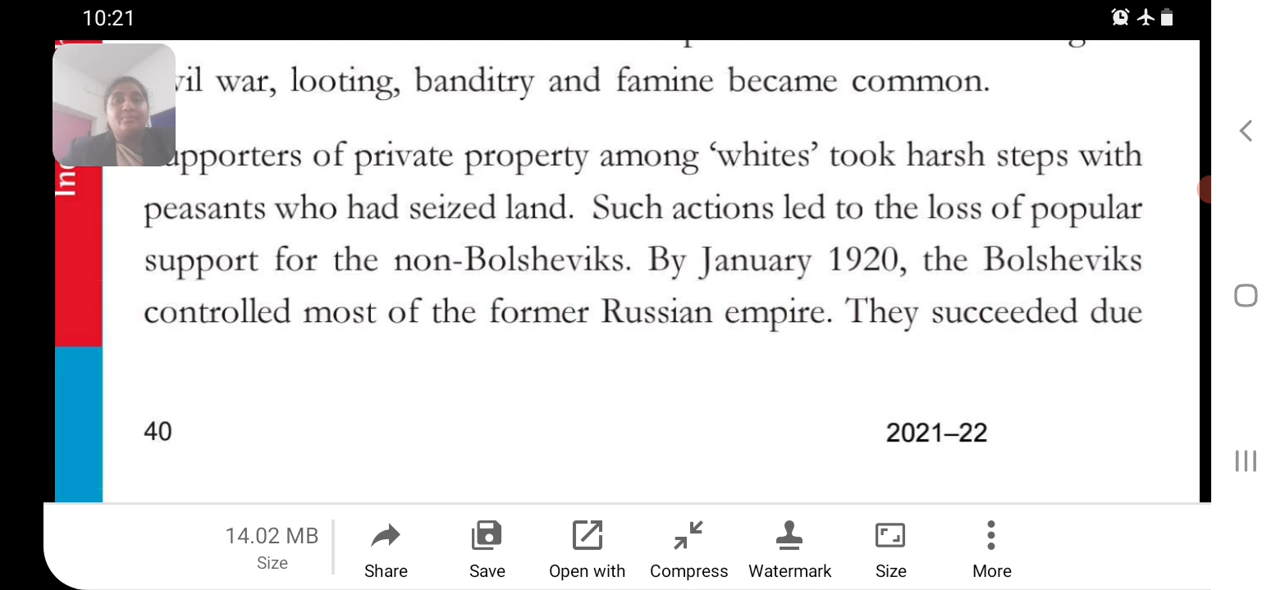 10:21
civil war, looting, banditry and famine became common.
Supporters of private property among ‘whites’ took harsh steps with
peasants who had seized land. Such actions led to the loss of popular
support for the non-Bolsheviks. By January 1920, the Bolsheviks
controlled most of the former Russian empire. They succeeded due
40
2021–22
14.02 MB
Size
Share
Save
Open with
Compress
Watermark
Size
More